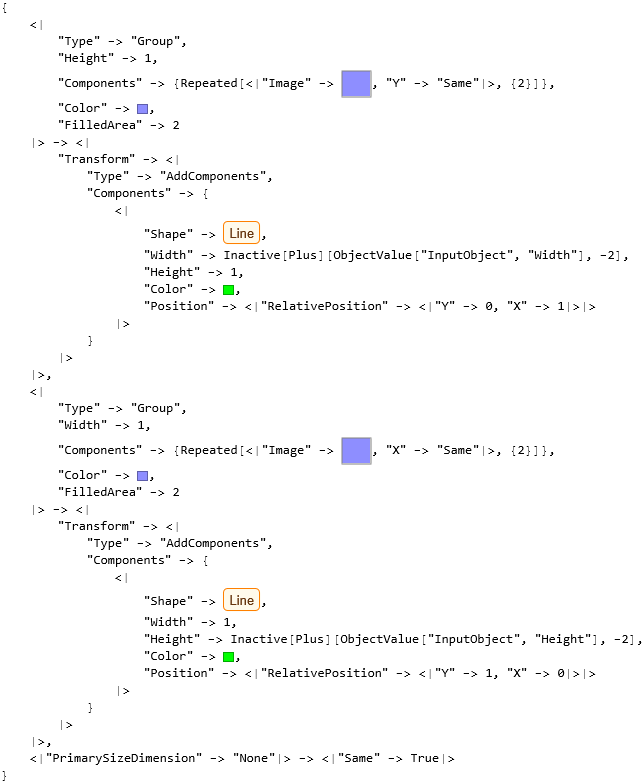 {
<|
"Type" -> "Group",
"Height" -> 1,
"Components" -> {Repeated[<|"Image" -> , "Y" -> "Same"|>, {2}]},
"Color" -> ,
"FilledArea" -> 2
|> -> <|
"Transform" -> <|
"Type" -> "AddComponents",
"Components" -> {
<|
"Shape" -> Line,
"Width" -> Inactive[Plus][ObjectValue["InputObject", "Width"], -2],
"Height" -> 1,
"Color" -> ,
"Position" -> <|"RelativePosition" -> <|"Y" -> 0, "X" -> 1|>|>
|>
}
|>
|>,
<|
"Type" -> "Group",
"Width" -> 1,
"Components" -> {Repeated[<|"Image" -> , "X" -> "Same"|>, {2}]},
"Color" -> ,
"FilledArea" -> 2
|> -> <|
"Transform" -> <|
"Type" -> "AddComponents",
"Components" -> {
<|
"Shape" -> Line,
"Width" -> 1,
"Height" -> Inactive[Plus][ObjectValue["InputObject", "Height"], -2],
"Color" -> ,
"Position" -> <|"RelativePosition" -> <|"Y" -> 1, "X" -> 0|>|>
|>
}
|>
|>,
<|"PrimarySizeDimension" -> "None"|> -> <|"Same" -> True|>
}